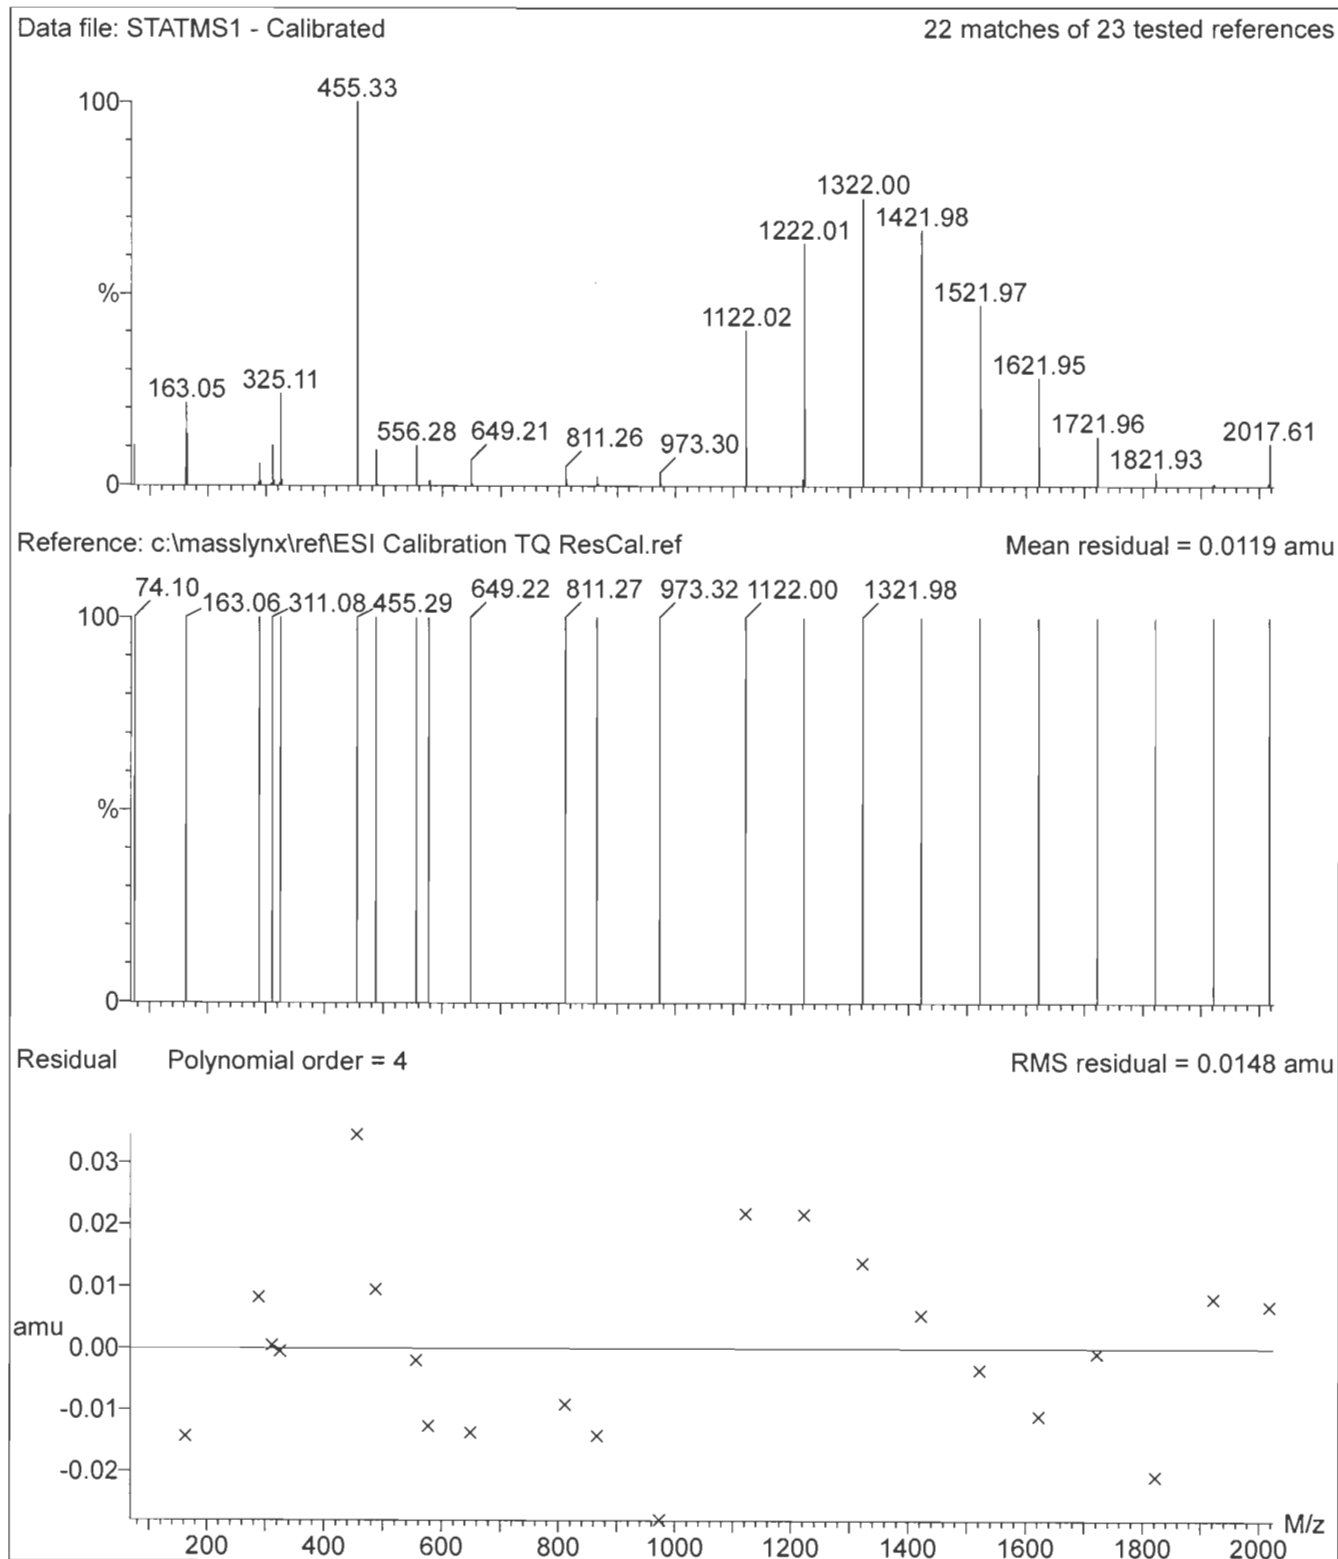 Data file: STATMS1 - Calibrated 22 matches of 23 tested references
455.33
100
1322.00
1421.98
1222.01
%
1521.97
1122.02
1621.95
163.05 325.11
556.28 649.21 811.26 973.30 1721.96 2017.61
1821.93
0
Reference: c:\masslynx\ref\ESI Calibration TQ ResCal.ref Mean residual = 0.0119 amu
74.10 163.06 311.08 455.29 649.22 811.27 973.32 1122.00 1321.98
100
%
0
Residual Polynomial order = 4 RMS residual = 0.0148 amu
0.03
0.02
0.01
amu
0.00
-0.01
-0.02
M/z
200 400 600 800 1000 1200 1400 1600 1800 2000